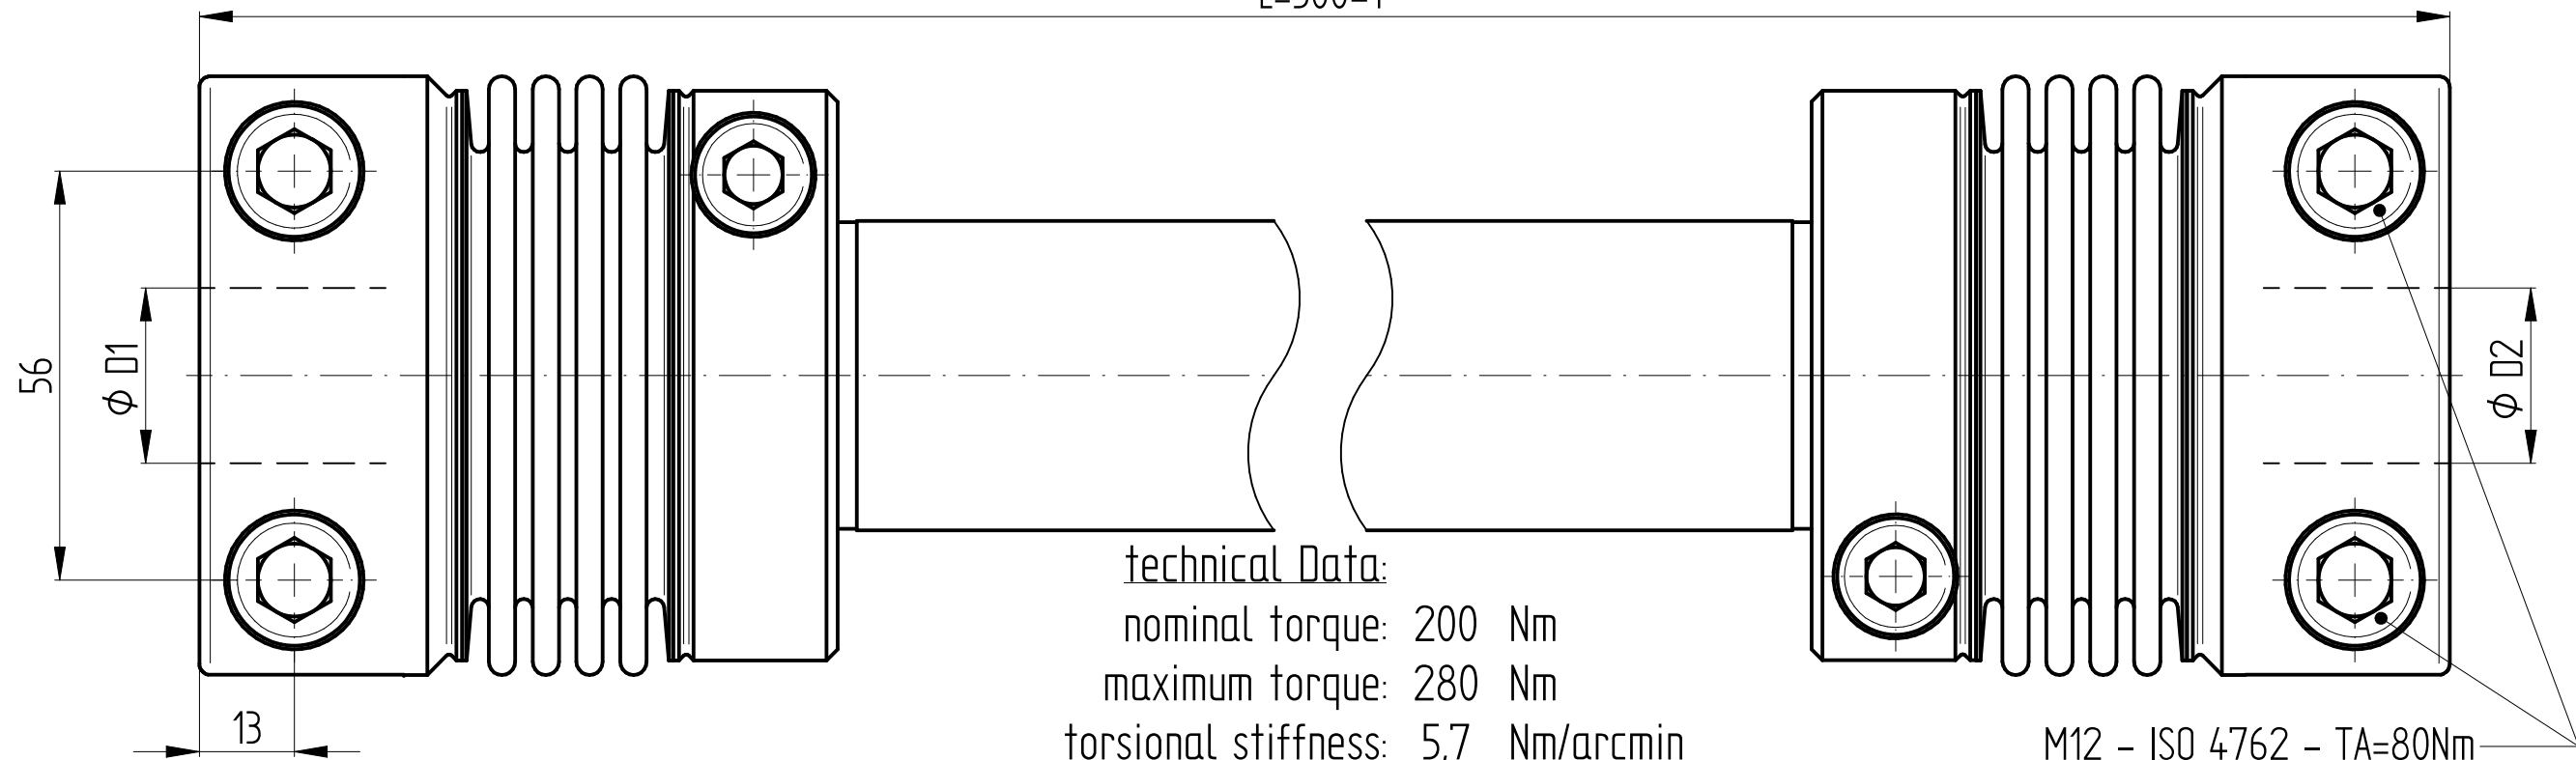 56
ϕ D1
ϕ D2
13
technical Data:
nominal torque: 200 Nm
maximum torque: 280 Nm
torsional stiffness: 5,7 Nm/arcmin
M12 - ISO 4762 - TA=80Nm